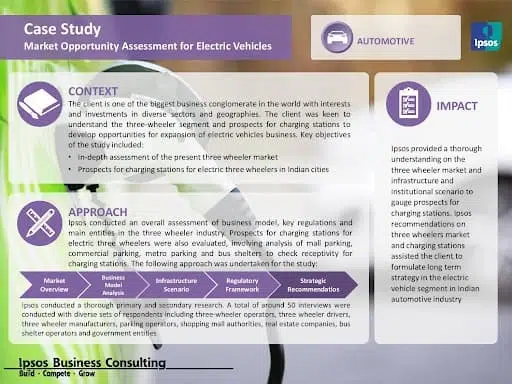 Case Study
Market Opportunity Assessment for Electric Vehicles
AUTOMOTIVE
Ipsos
CONTEXT
The client is one of the biggest business conglomerate in the world with interests
and investments in diverse sectors and geographies. The client was keen to
understand the three-wheeler segment and prospects for charging stations to
develop opportunities for expansion of electric vehicles business. Key objectives
of the study included:
• In-depth assessment of the present three wheeler market
• Prospects for charging stations for electric three wheelers in Indian cities
APPROACH
Ipsos conducted an overall assessment of business model, key regulations and
main entities in the three wheeler industry. Prospects for charging stations for
electric three wheelers were also evaluated, involving analysis of mall parking,
commercial parking, metro parking and bus shelters to check receptivity for
charging stations. The following approach was undertaken for the study:
Market
Overview
Business
Model
Analysis
Infrastructure
Scenario
Regulatory
Framework
Strategic
Recommendations
Ipsos conducted a thorough primary and secondary research. A total of around 50 interviews were
conducted with diverse sets of respondents including three-wheeler operators, three wheeler drivers,
three wheeler manufacturers, parking operators, shopping mall authorities, real estate companies, bus
shelter operators and government entities
IMPACT
Ipsos provided a thorough
understanding on the
three wheeler market and
infrastructure and
institutional scenario to
gauge prospects for
charging stations. Ipsos
recommendations on
three wheelers market
and charging stations
assisted the client to
formulate long term
strategy in the electric
vehicle segment in Indian
automotive industry
Ipsos Business Consulting
Build · Compete · Grow